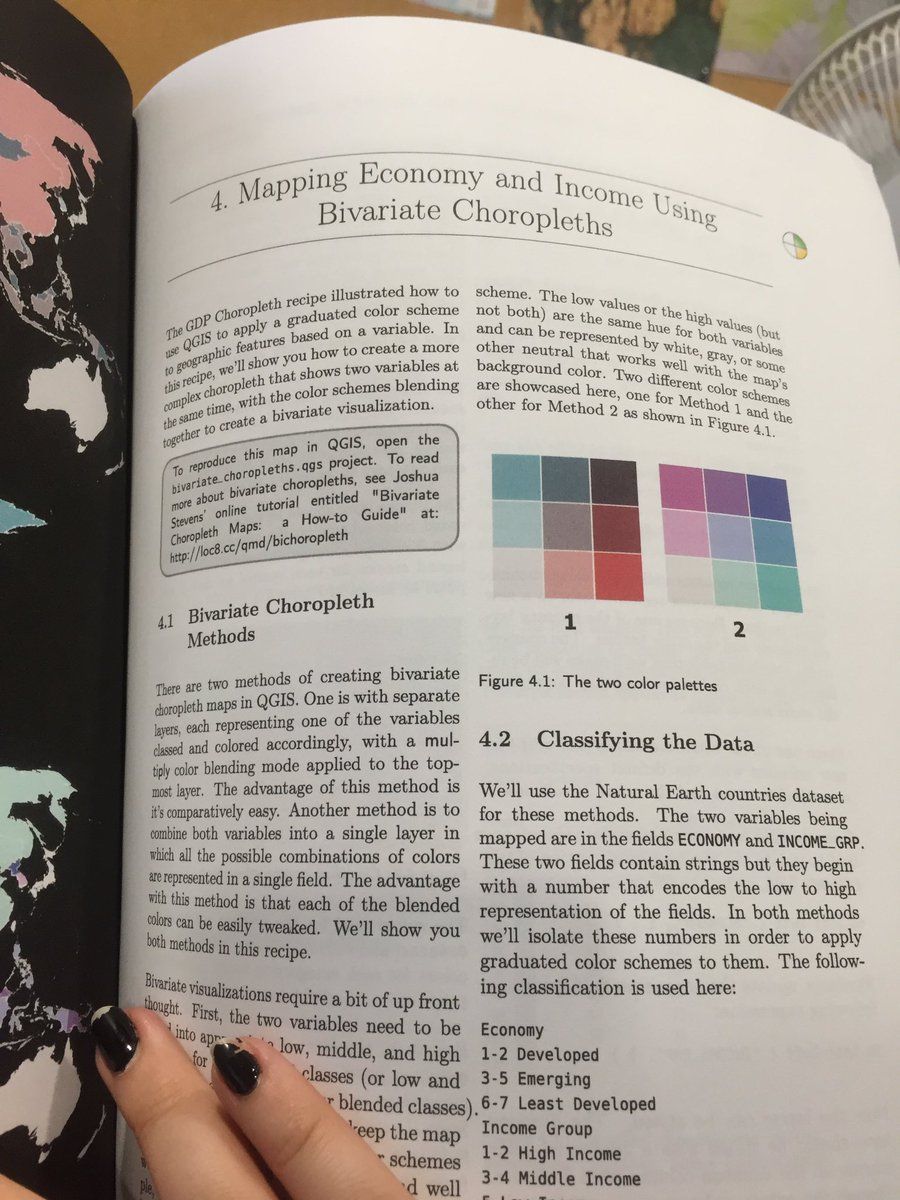 4. Mapping Economy and Income Using
Bivariate Choropleths
The GDP Choropleth recipe illustrated how to
use QGIS to apply a graduated color scheme
to geographic features based on a variable. In
this recipe, we'll show you how to create a more
complex choropleth that shows two variables at
the same time, with the color schemes blending
together to create a bivariate visualization.
To reproduce this map in QGIS, open the
bivariate_choropleths.qgs project. To read
more about bivariate choropleths, see Joshua
Stevens' online tutorial entitled "Bivariate
Choropleth Maps: a How-to Guide" at:
http://loc8.cc/qmd/bichoropleth
4.1 Bivariate Choropleth
Methods
There are two methods of creating bivariate
choropleth maps in QGIS. One is with separate
layers, each representing one of the variables
classed and colored accordingly, with a mul-
tiply color blending mode applied to the top-
most layer. The advantage of this method is
it's comparatively easy. Another method is to
combine both variables into a single layer in
which all the possible combinations of colors
are represented in a single field. The advantage
with this method is that each of the blended
colors can be easily tweaked. We'll show you
both methods in this recipe.
Bivariate visualizations require a bit of up front
thought. First, the two variables need to be
into low, middle, and high
for classes (or low and
blended classes).
keep the map
schemes
well
scheme. The low values or the high values (but
not both) are the same hue for both variables
and can be represented by white, gray, or some
other neutral that works well with the map's
background color. Two different color schemes
are showcased here, one for Method 1 and the
other for Method 2 as shown in Figure 4.1.
1
2
Figure 4.1: The two color palettes
4.2 Classifying the Data
We'll use the Natural Earth countries dataset
for these methods. The two variables being
mapped are in the fields ECONOMY and INCOME_GRP.
These two fields contain strings but they begin
with a number that encodes the low to high
representation of the fields. In both methods
we'll isolate these numbers in order to apply
graduated color schemes to them. The follow-
ing classification is used here:
Economy
1-2 Developed
3-5 Emerging
6-7 Least Developed
Income Group
1-2 High Income
3-4 Middle Income